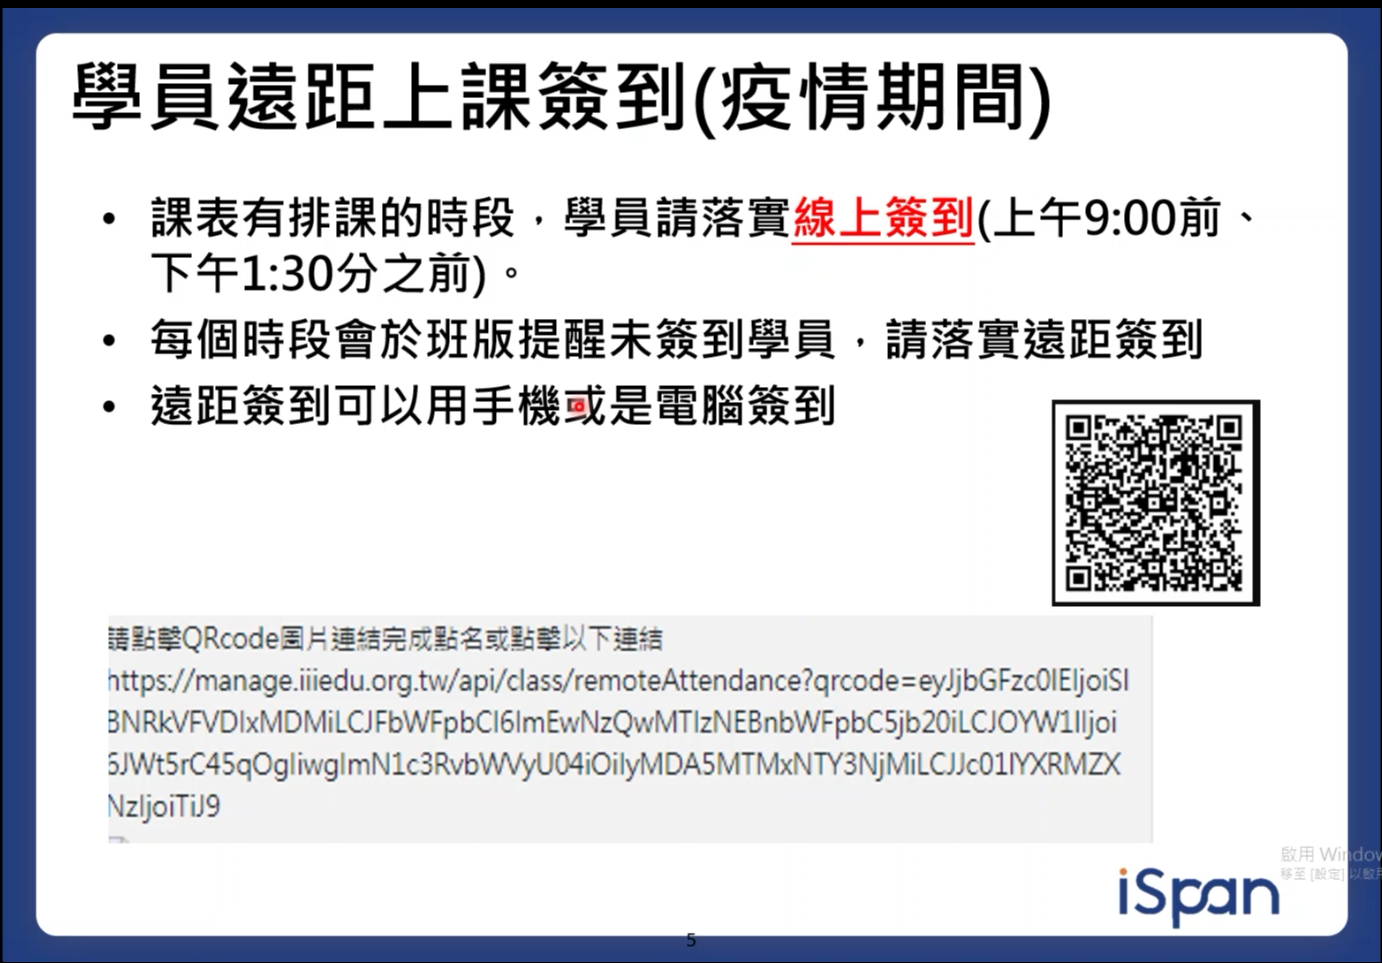 學員遠距上課簽到(疫情期間)
• 課表有排課的時段，學員請落實線上簽到(上午9:00前、
下午1:30分之前)。
• 每個時段會於班版提醒未簽到學員，請落實遠距簽到
• 遠距簽到可以用手機或是電腦簽到
請點擊QRcode圖片連結完成點名或點擊以下連結
https://manage.iiiedu.org.tw/api/class/remoteAttendance?qrcode=eyJjbGFzc0lEIjoiSl
BNRkVFVDIxMDMiLCJFbWFpbCI6ImEwNzQwMTIzNEBnbWFpbC5jb20iLCJOYW1lIjoi
6JWt5rC45qOgIiwgImN1c3RvbWVyU04iOiIyMDA5MTMxNTY3NjMiLCJJc01lYXRMZX
NzIjoiTiJ9
啟用 Window
移至 [設定] 以啟用
iSpan
5